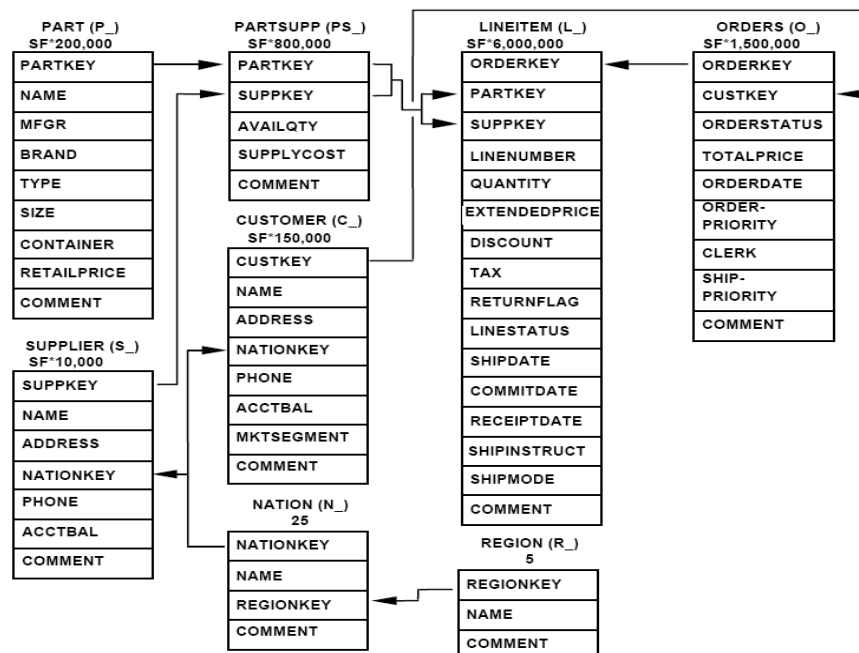 PART (P_)
SF*200,000
PARTKEY
NAME
MFGR
BRAND
TYPE
SIZE
CONTAINER
RETAILPRICE
COMMENT
SUPPLIER (S_)
SF*10,000
SUPPKEY
NAME
ADDRESS
NATIONKEY
PHONE
ACCTBAL
COMMENT
PARTSUPP (PS_)
SF*800,000
PARTKEY
SUPPKEY
AVAILQTY
SUPPLYCOST
COMMENT
CUSTOMER (C_)
SF*150,000
CUSTKEY
NAME
ADDRESS
NATIONKEY
PHONE
ACCTBAL
MKTSEGMENT
COMMENT
NATION (N_)
25
NATIONKEY
NAME
REGIONKEY
COMMENT
LINEITEM (L_)
SF*6,000,000
ORDERKEY
PARTKEY
SUPPKEY
LINENUMBER
QUANTITY
EXTENDEDPRICE
DISCOUNT
TAX
RETURNFLAG
LINESTATUS
SHIPDATE
COMMITDATE
RECEIPTDATE
SHIPINSTRUCT
SHIPMODE
COMMENT
REGION (R_)
5
REGIONKEY
NAME
COMMENT
ORDERS (O_)
SF*1,500,000
ORDERKEY
CUSTKEY
ORDERSTATUS
TOTALPRICE
ORDERDATE
ORDER-
PRIORITY
CLERK
SHIP-
PRIORITY
COMMENT